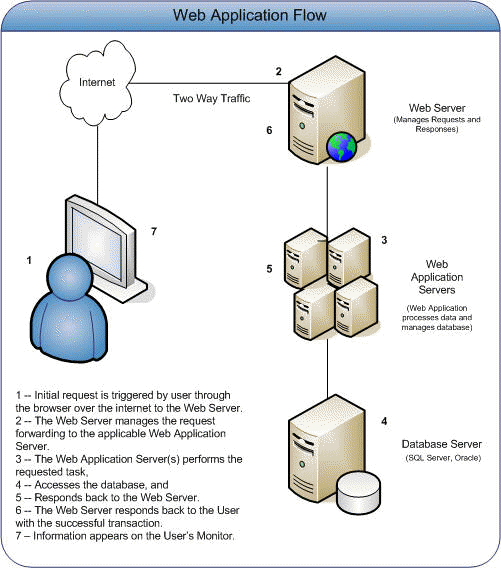 Web Application Flow
Internet
Two Way Traffic
2
6
Web Server
(Manages Requests and
Responses)
7
1
3
5
Web
Application
Servers
(Web Application
processes data and
manages database)
4
Database Server
(SQL Server, Oracle)
1 -- Initial request is triggered by user through
the browser over the internet to the Web Server.
2 -- The Web Server manages the request
forwarding to the applicable Web Application
Server.
3 -- The Web Application Server(s) performs the
requested task,
4 -- Accesses the database, and
5 -- Responds back to the Web Server.
6 -- The Web Server responds back to the User
with the successful transaction.
7 – Information appears on the User's Monitor.